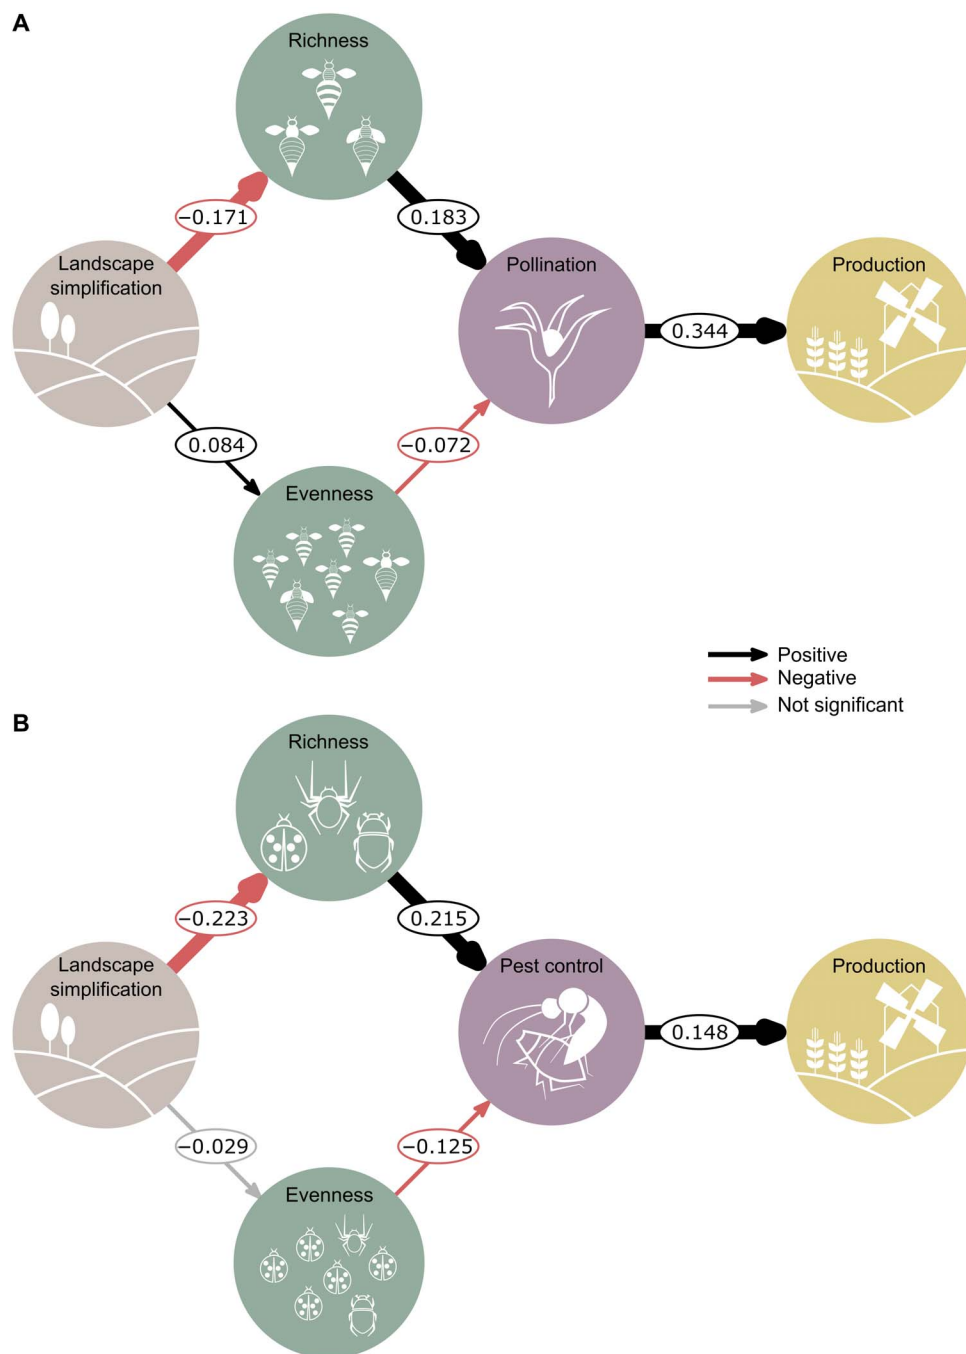 A
Richness
−0.171
0.183
Landscape
simplification
Pollination
Production
0.344
0.084
−0.072
Evenness
Positive
Negative
Not significant
B
Richness
−0.223
0.215
Landscape
simplification
Pest control
Production
0.148
−0.029
−0.125
Evenness